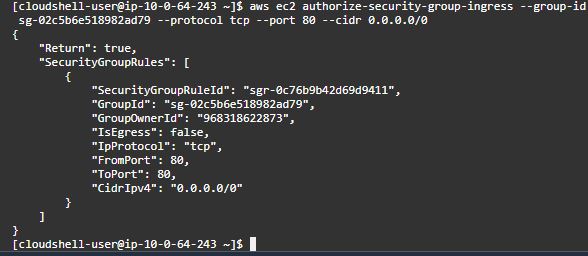 [cloudshell-user@ip-10-0-64-243 ~]$ aws ec2 authorize-security-group-ingress --group-id
sg-02c5b6e518982ad79 --protocol tcp --port 80 --cidr 0.0.0.0/0
{
    "Return": true,
    "SecurityGroupRules": [
        {
            "SecurityGroupRuleId": "sgr-0c76b9b42d69d9411",
            "GroupId": "sg-02c5b6e518982ad79",
            "GroupOwnerId": "968318622873",
            "IsEgress": false,
            "IpProtocol": "tcp",
            "FromPort": 80,
            "ToPort": 80,
            "CidrIpv4": "0.0.0.0/0"
        }
    ]
}
[cloudshell-user@ip-10-0-64-243 ~]$